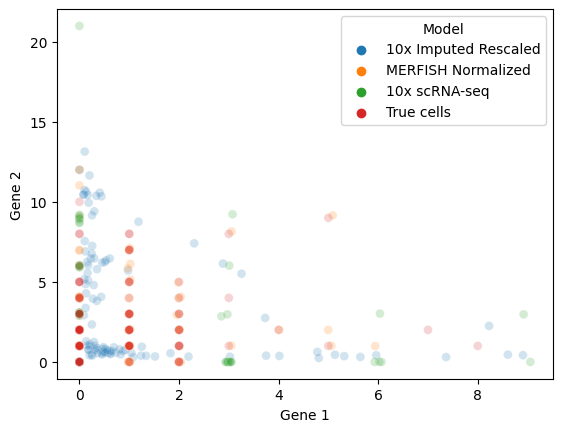 Model
10x Imputed Rescaled
MERFISH Normalized
10x scRNA-seq
True cells
20
15
10
5
0
Gene 2
0 2 4 6 8
Gene 1